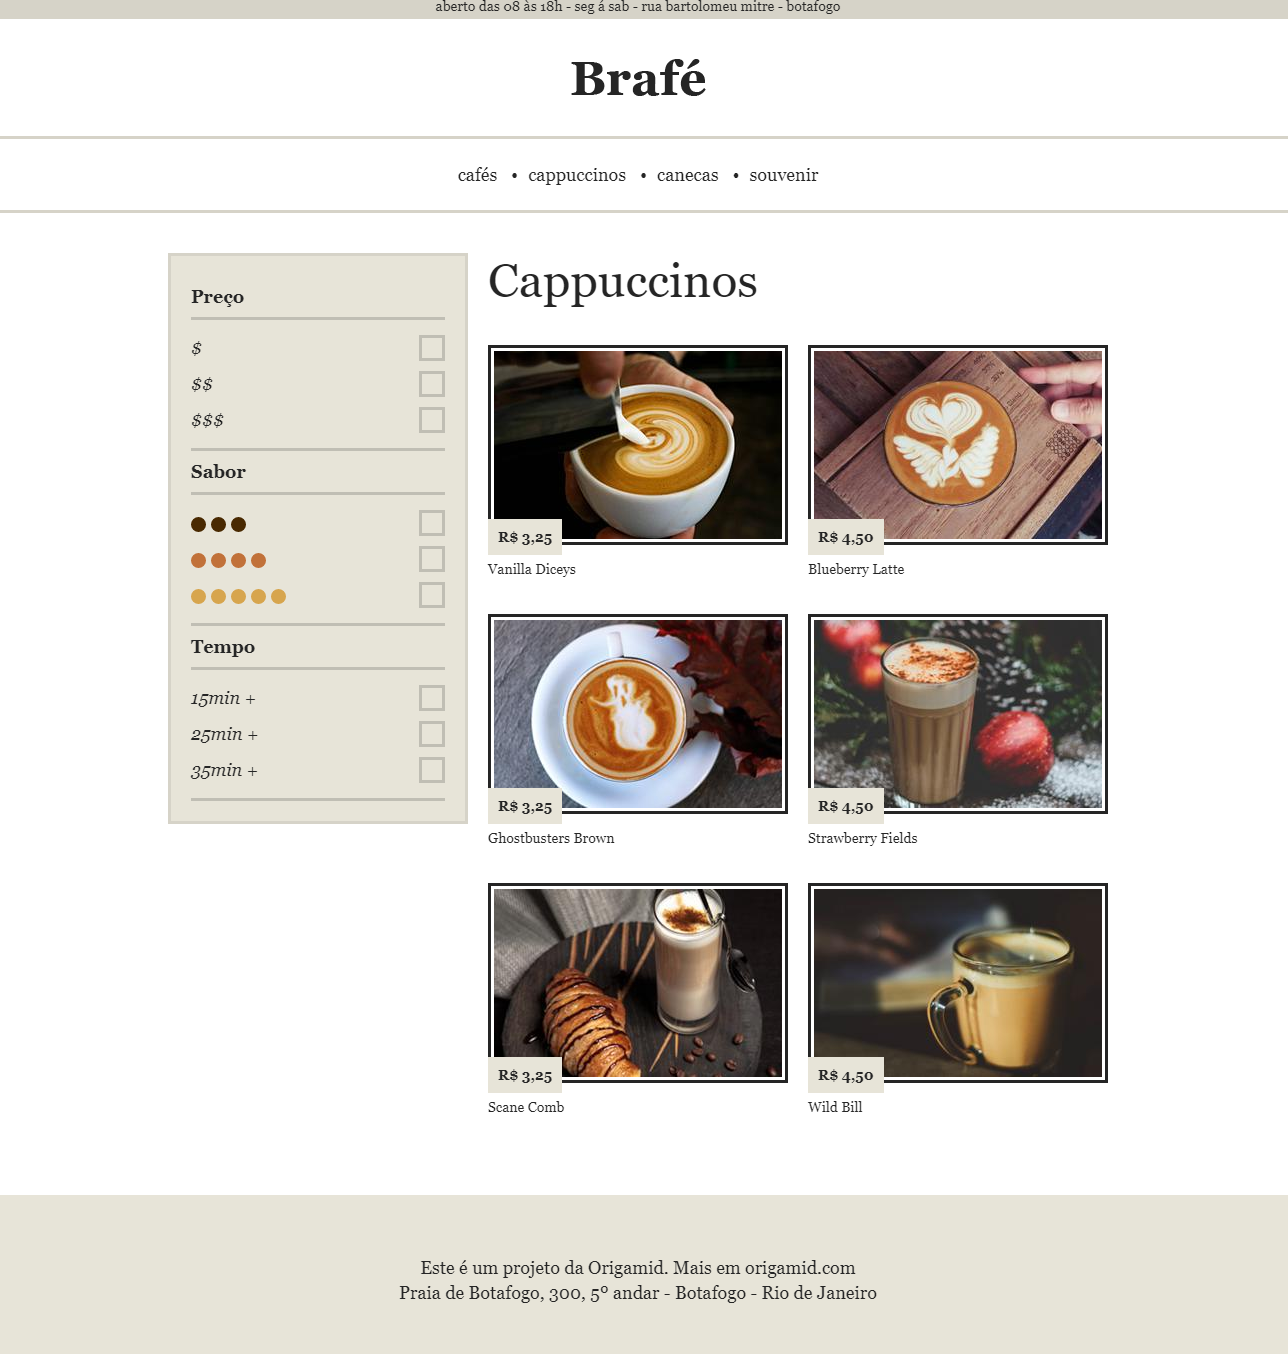 aberto das 08 às 18h - seg á sab - rua bartolomeu mitre - botafogo
Brafé
cafés • cappuccinos • canecas • souvenir
Preço
$
$$
$$$
Sabor
Tempo
15min +
25min +
35min +
Cappuccinos
R$ 3,25
Vanilla Diceys
R$ 4,50
Blueberry Latte
R$ 3,25
Ghostbusters Brown
R$ 4,50
Strawberry Fields
R$ 3,25
Scane Comb
R$ 4,50
Wild Bill
Este é um projeto da Origamid. Mais em origamid.com
Praia de Botafogo, 300, 5º andar - Botafogo - Rio de Janeiro